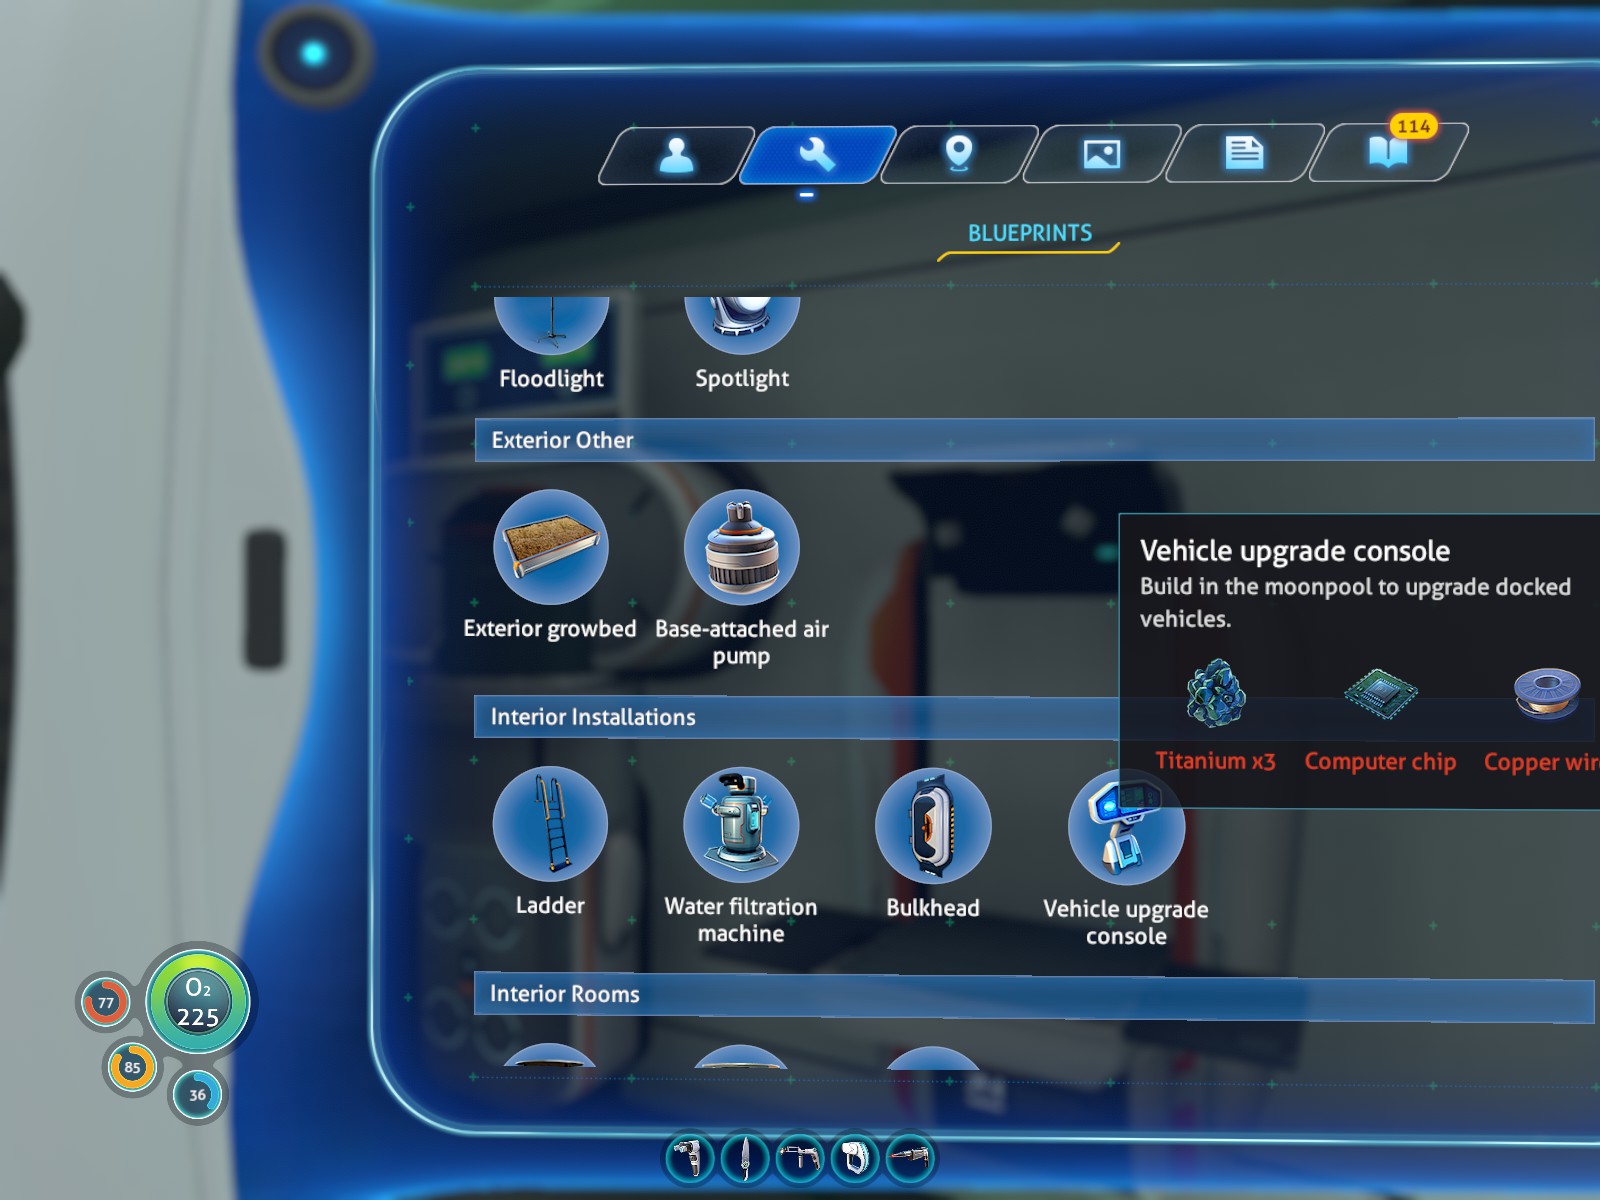 114
BLUEPRINTS
Floodlight
Spotlight
Exterior Other
Exterior growbed
Base-attached air
pump
Vehicle upgrade console
Build in the moonpool to upgrade docked
vehicles.
Titanium x3
Computer chip
Copper wir
Interior Installations
Ladder
Water filtration
machine
Bulkhead
Vehicle upgrade
console
Interior Rooms
O₂
225
77
85
36